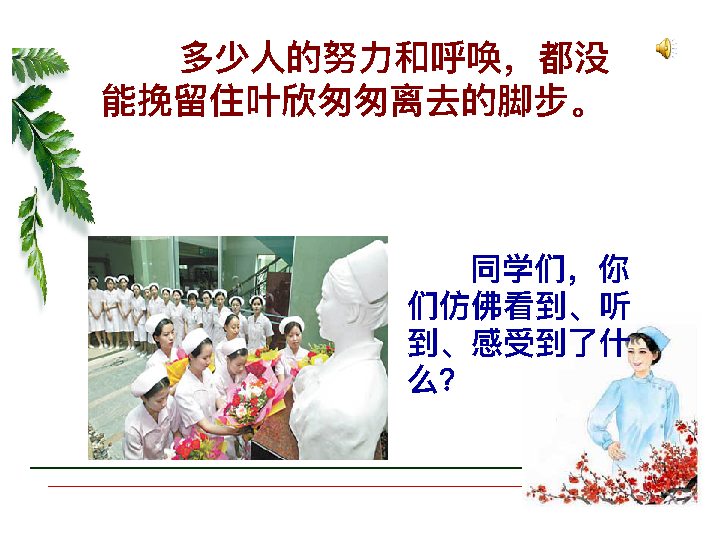 多少人的努力和呼唤，都没
能挽留住叶欣匆匆离去的脚步。
同学们，你
们仿佛看到、听
到、感受到了什
么？